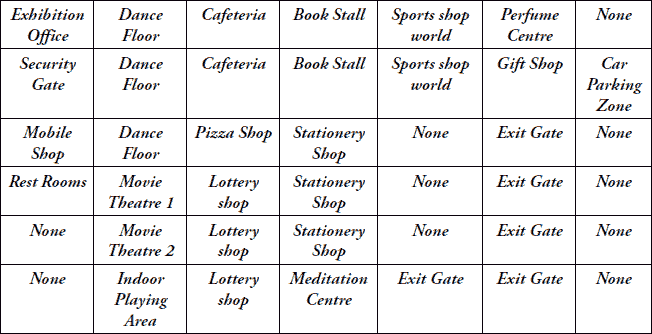 Exhibition Office Dance Floor Cafeteria Book Stall Sports shop world Perfume Centre None
Security Gate Dance Floor Cafeteria Book Stall Sports shop world Gift Shop Car Parking Zone
Mobile Shop Dance Floor Pizza Shop Stationery Shop None Exit Gate None
Rest Rooms Movie Theatre 1 Lottery shop Stationery Shop None Exit Gate None
None Movie Theatre 2 Lottery shop Stationery Shop None Exit Gate None
None Indoor Playing Area Lottery shop Meditation Centre Exit Gate Exit Gate None